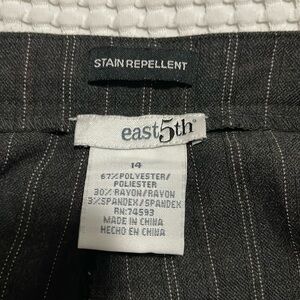 STAIN REPELLENT
east5th
14
67%POLYESTER/
POLIESTER
30%RAYON/RAYON
3%SPANDEX/SPANDEX
RN:74593
MADE IN CHINA
HECHO EN CHINA